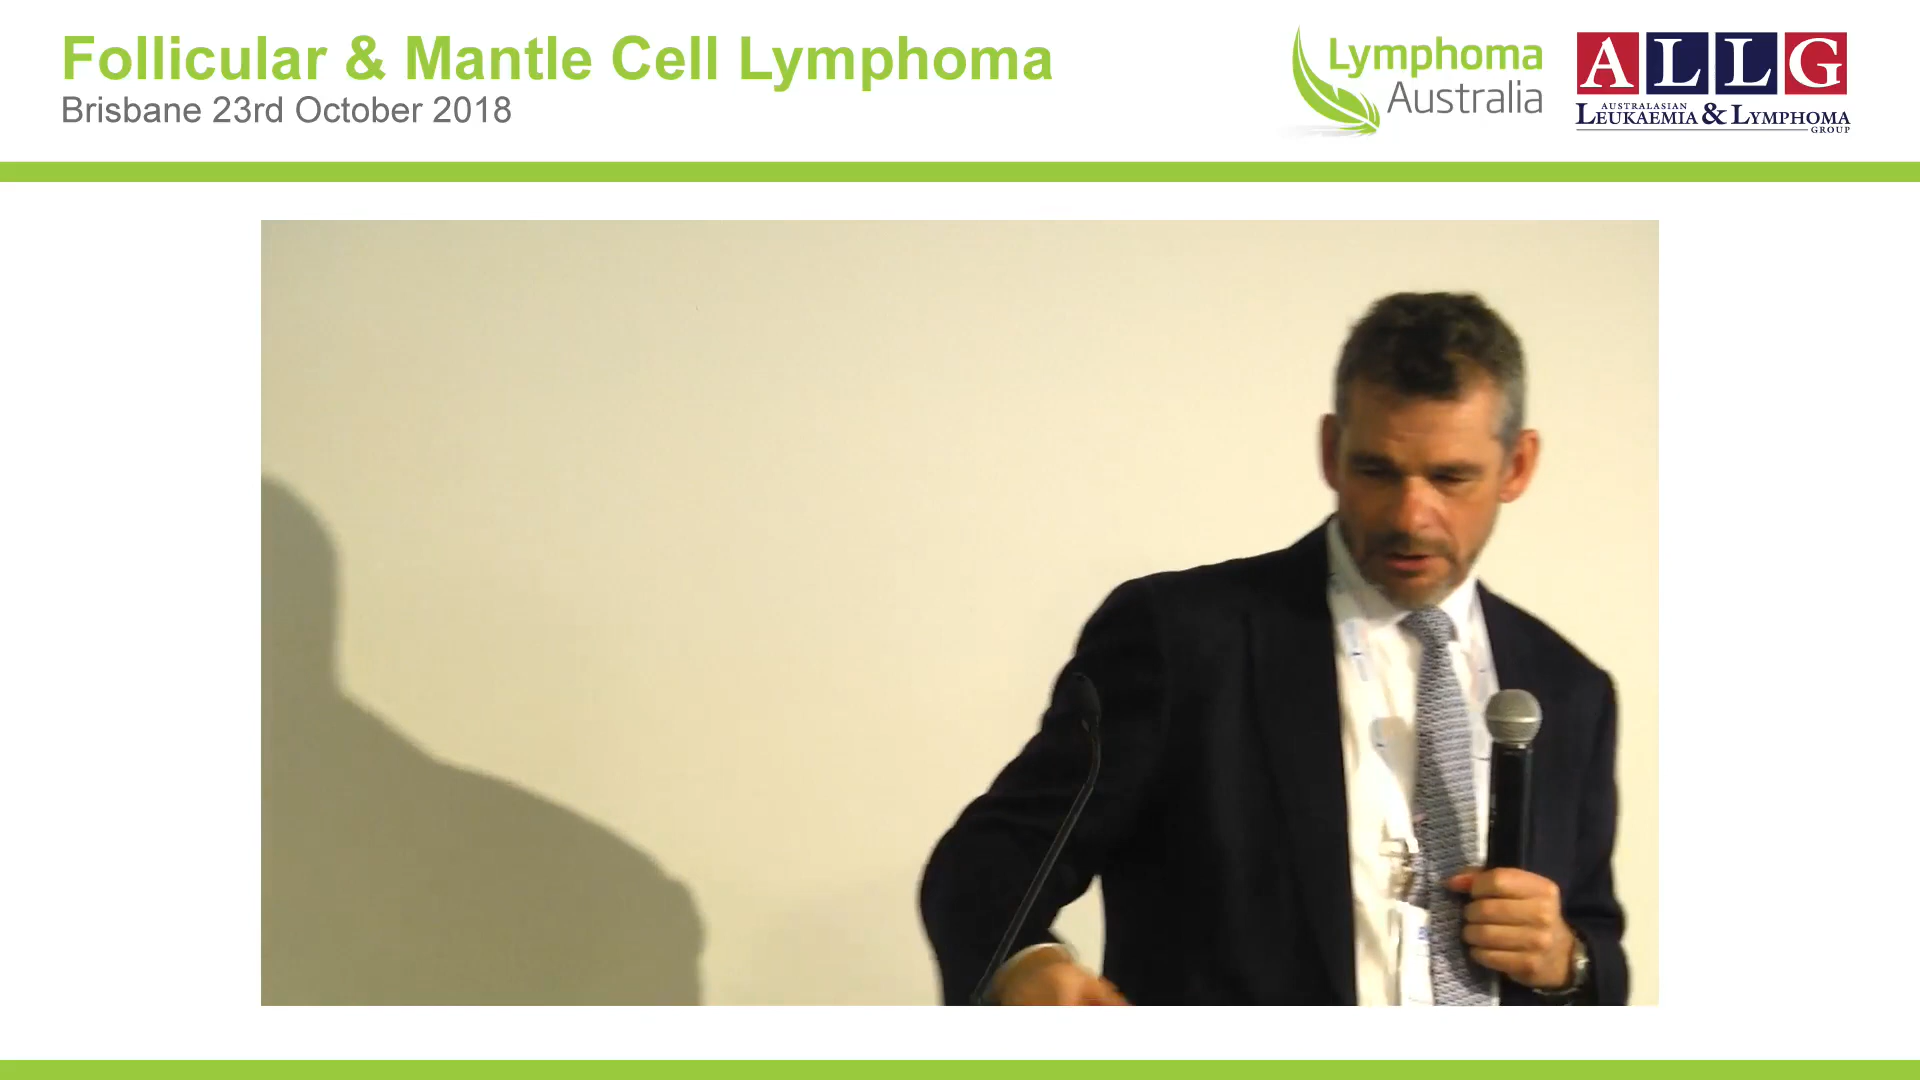 Follicular & Mantle Cell Lymphoma
Brisbane 23rd October 2018
Lymphoma
Australia
ALLG
AUSTRALASIAN
LEUKAEMIA & LYMPHOMA
GROUP